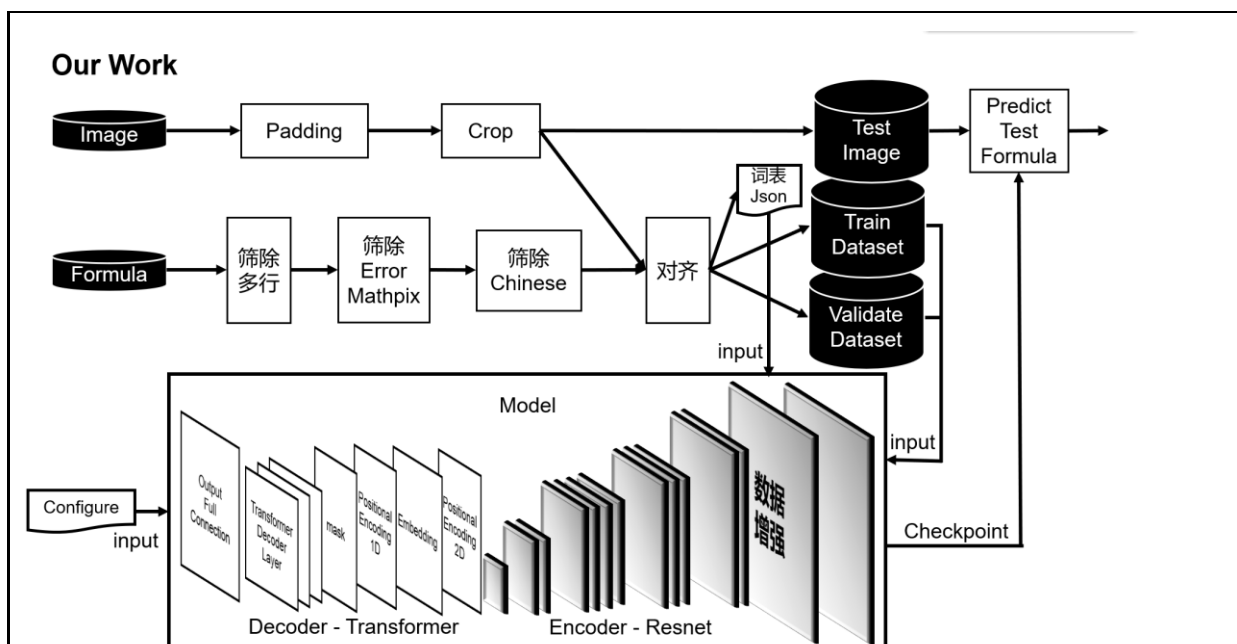 Our Work
Image
Padding
Crop
Test
Image
Predict
Test
Formula
词表
Json
Train
Dataset
Formula
筛除
多行
筛除
Error
Mathpix
筛除
Chinese
对齐
Validate
Dataset
input
Model
input
Configure
input
Output
Full
Connection
Transformer
Decoder
Layer
mask
Positional
Encoding
1D
Embedding
Positional
Encoding
2D
数据
增强
Checkpoint
Decoder - Transformer
Encoder - Resnet